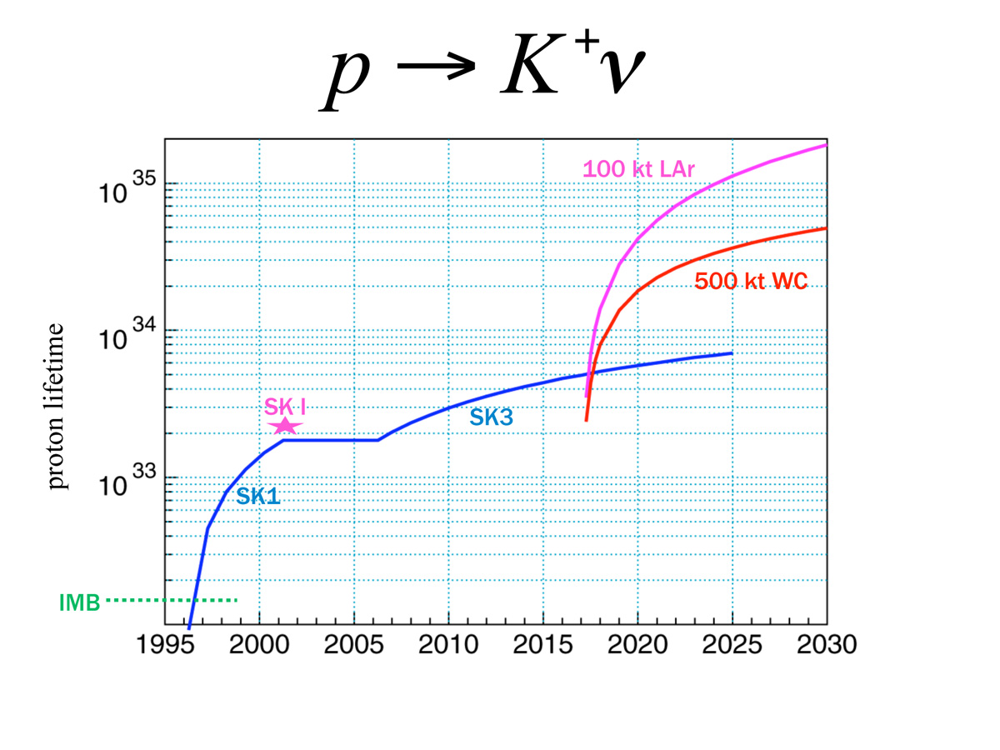 p → K⁺ν
100 kt LAr
500 kt WC
SK I
SK3
SK1
IMB
proton lifetime
10³⁵
10³⁴
10³³
1995 2000 2005 2010 2015 2020 2025 2030